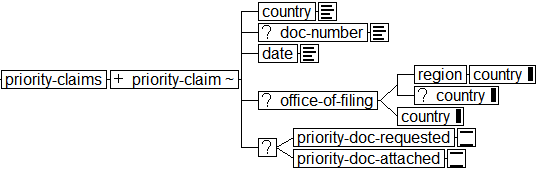 country
? doc-number
date
priority-claims + priority-claim ~
? office-of-filing
region country
? country
country
?
priority-doc-requested
priority-doc-attached